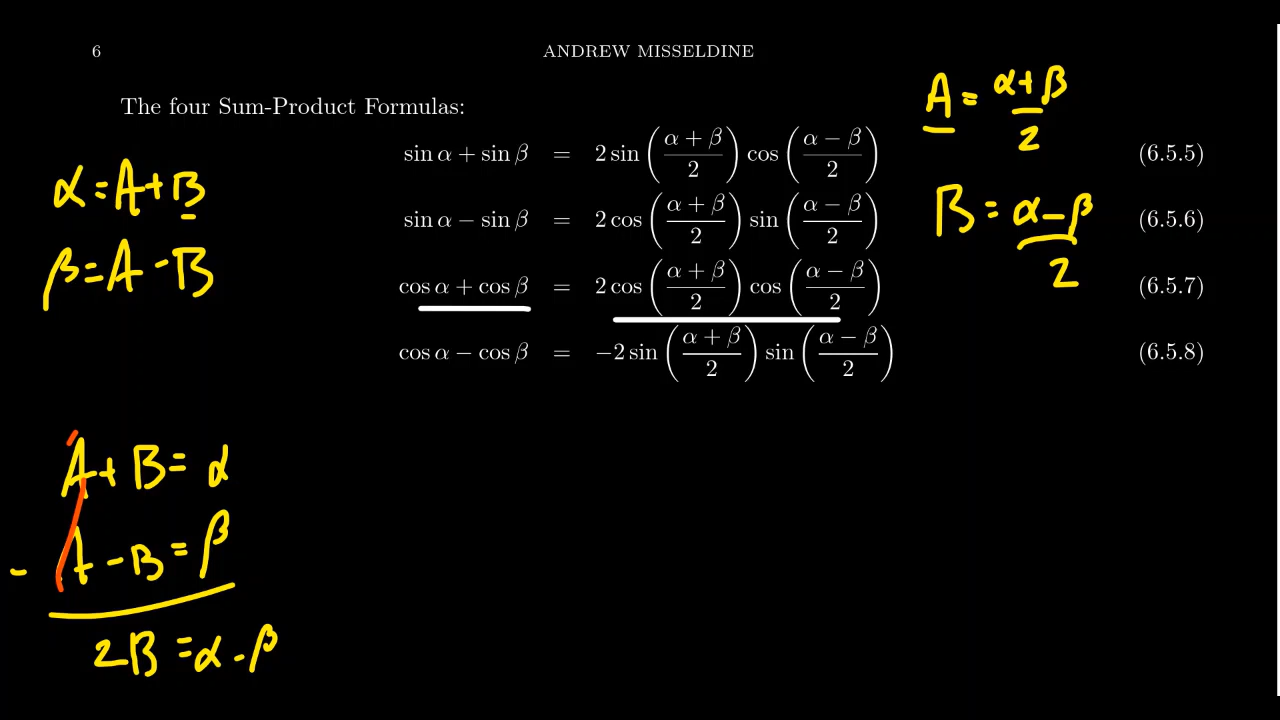 6 ANDREW MISSELDINE
The four Sum-Product Formulas:
sin α + sin β = 2 sin ((α + β)/2) cos ((α − β)/2) (6.5.5)
sin α − sin β = 2 cos ((α + β)/2) sin ((α − β)/2) (6.5.6)
cos α + cos β = 2 cos ((α + β)/2) cos ((α − β)/2) (6.5.7)
cos α − cos β = −2 sin ((α + β)/2) sin ((α − β)/2) (6.5.8)
α = A + B
β = A − B
A = (α + β)/2
B = (α − β)/2
A + B = α
− A − B = β
2B = α − β